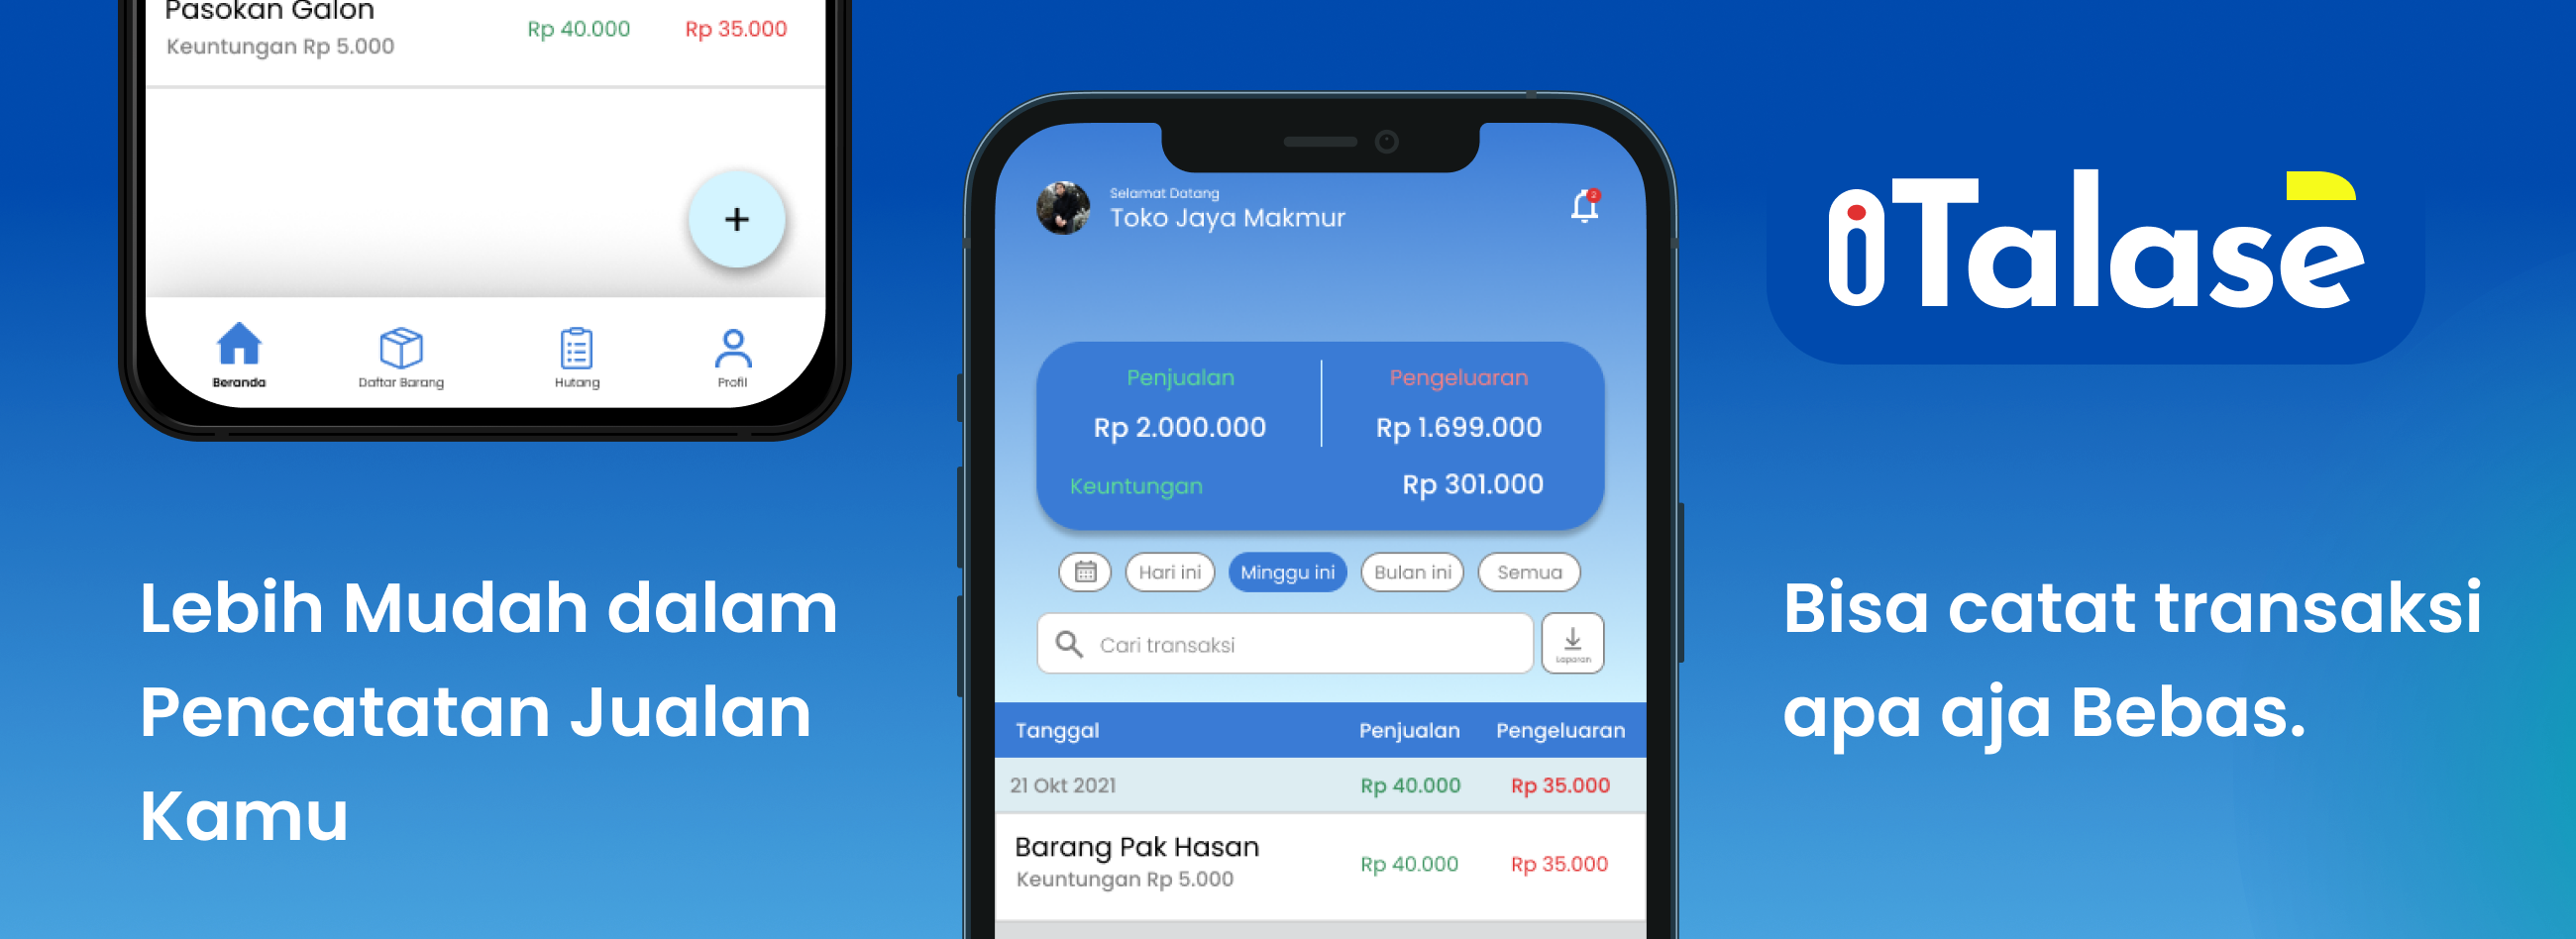 Pasokan Galon
Keuntungan Rp 5.000
Rp 40.000
Rp 35.000
+
Beranda
Daftar Barang
Hutang
Profil
Lebih Mudah dalam
Pencatatan Jualan
Kamu
Selamat Datang
Toko Jaya Makmur
2
Penjualan
Pengeluaran
Rp 2.000.000
Rp 1.699.000
Keuntungan
Rp 301.000
Hari ini
Minggu ini
Bulan ini
Semua
Cari transaksi
Laporan
Tanggal
Penjualan
Pengeluaran
21 Okt 2021
Rp 40.000
Rp 35.000
Barang Pak Hasan
Keuntungan Rp 5.000
Rp 40.000
Rp 35.000
iTalase
Bisa catat transaksi
apa aja Bebas.